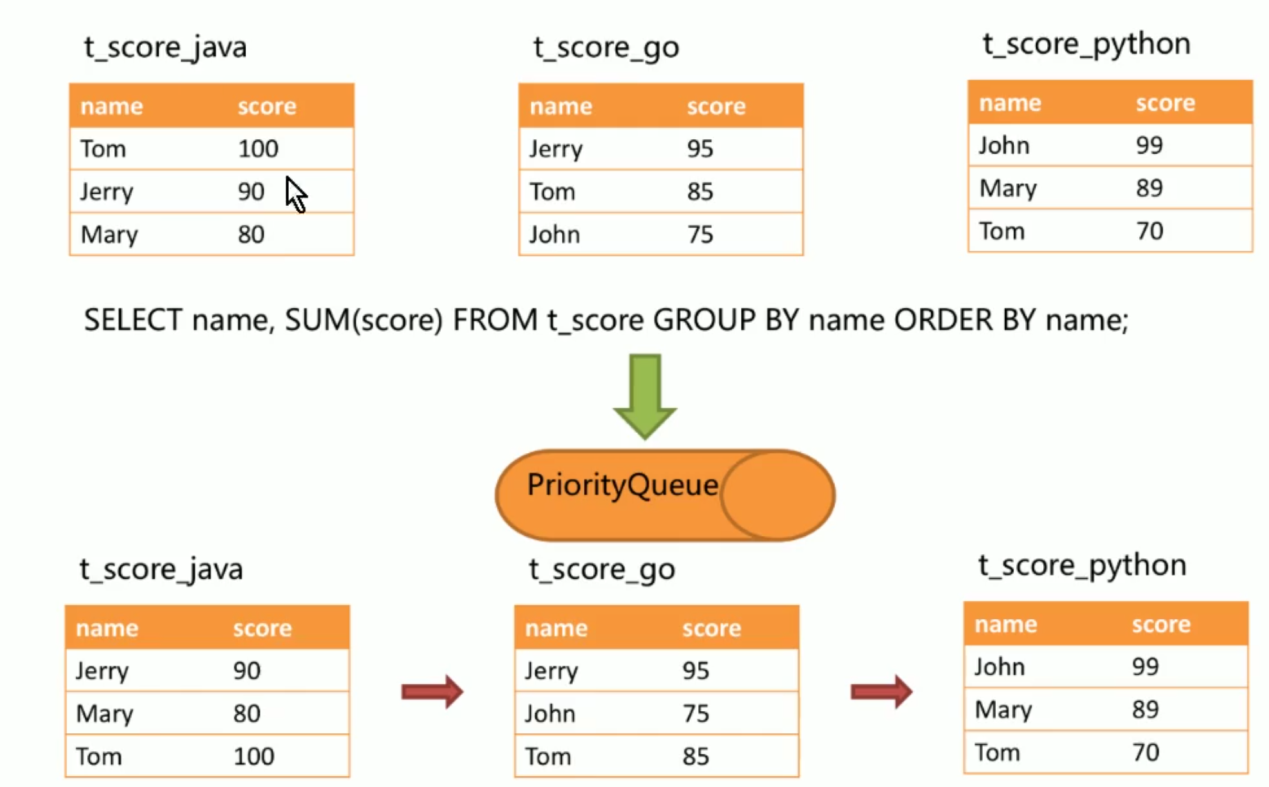 t_score_java t_score_go t_score_python
name score name score name score
Tom 100 Jerry 95 John 99
Jerry 90 Tom 85 Mary 89
Mary 80 John 75 Tom 70
SELECT name, SUM(score) FROM t_score GROUP BY name ORDER BY name;
PriorityQueue
t_score_java t_score_go t_score_python
name score name score name score
Jerry 90 Jerry 95 John 99
Mary 80 John 75 Mary 89
Tom 100 Tom 85 Tom 70